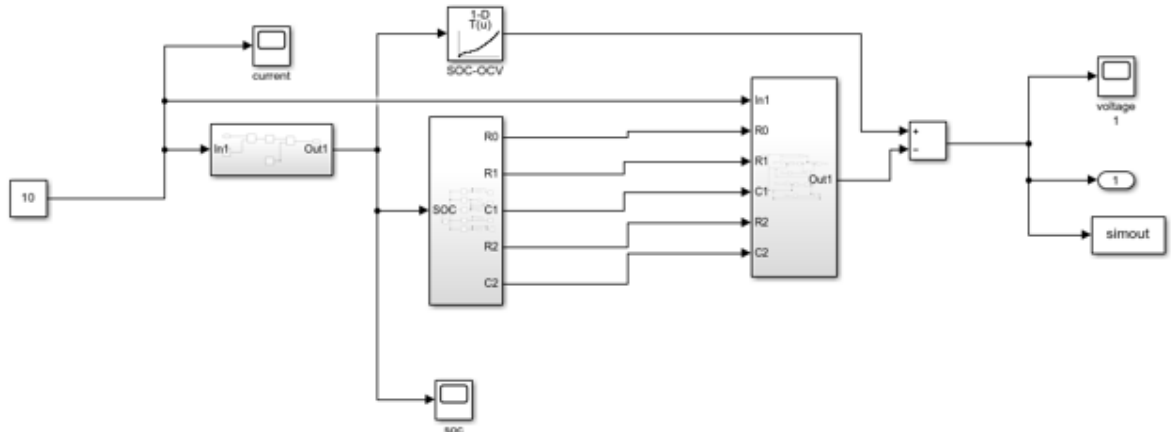 1-D
T(u)
SOC-OCV
current
voltage
1
In1
Out1
10
SOC
R0
R1
C1
R2
C2
In1
R0
R1
C1
R2
C2
Out1
+
−
1
simout
soc